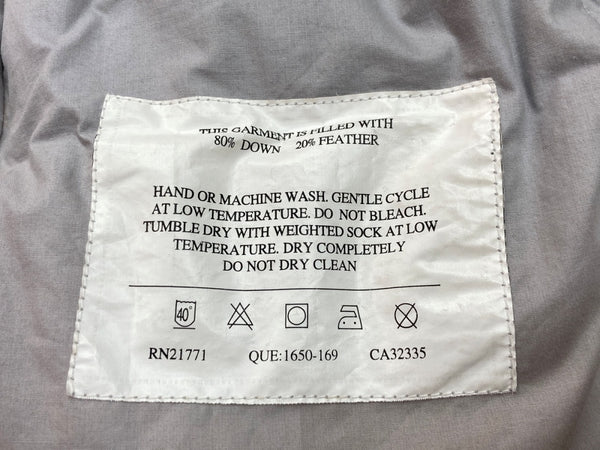 THIS GARMENT IS FILLED WITH
80% DOWN 20% FEATHER
HAND OR MACHINE WASH. GENTLE CYCLE
AT LOW TEMPERATURE. DO NOT BLEACH.
TUMBLE DRY WITH WEIGHTED SOCK AT LOW
TEMPERATURE. DRY COMPLETELY
DO NOT DRY CLEAN
40°
RN21771 QUE:1650-169 CA32335